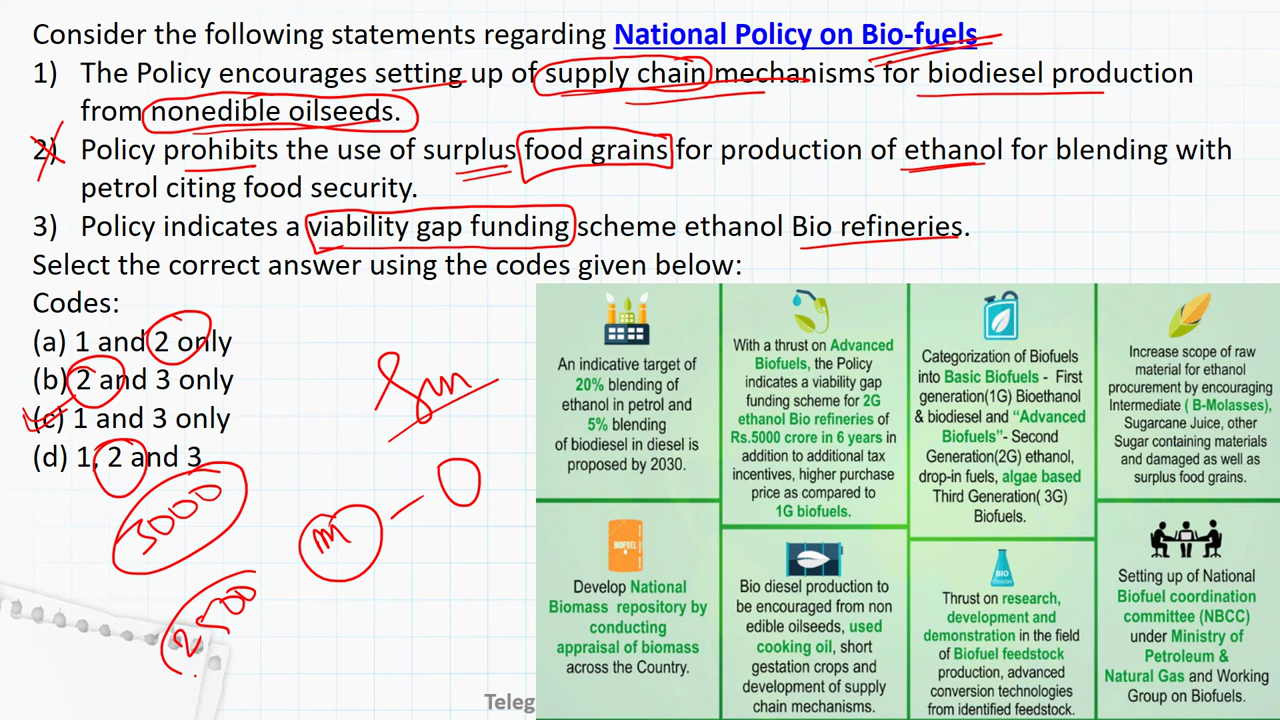 Consider the following statements regarding National Policy on Bio-fuels
1) The Policy encourages setting up of supply chain mechanisms for biodiesel production
from nonedible oilseeds.
2) Policy prohibits the use of surplus food grains for production of ethanol for blending with
petrol citing food security.
3) Policy indicates a viability gap funding scheme ethanol Bio refineries.
Select the correct answer using the codes given below:
Codes:
(a) 1 and 2 only
(b) 2 and 3 only
(c) 1 and 3 only
(d) 1, 2 and 3
5000
2500
m - O
An indicative target of
20% blending of
ethanol in petrol and
5% blending
of biodiesel in diesel is
proposed by 2030.
With a thrust on Advanced
Biofuels, the Policy
indicates a viability gap
funding scheme for 2G
ethanol Bio refineries of
Rs.5000 crore in 6 years in
addition to additional tax
incentives, higher purchase
price as compared to
1G biofuels.
Categorization of Biofuels
into Basic Biofuels - First
generation(1G) Bioethanol
& biodiesel and “Advanced
Biofuels”- Second
Generation(2G) ethanol,
drop-in fuels, algae based
Third Generation( 3G)
Biofuels.
Increase scope of raw
material for ethanol
procurement by encouraging
Intermediate ( B-Molasses),
Sugarcane Juice, other
Sugar containing materials
and damaged as well as
surplus food grains.
BIOFUEL
Develop National
Biomass repository by
conducting
appraisal of biomass
across the Country.
Bio diesel production to
be encouraged from non
edible oilseeds, used
cooking oil, short
gestation crops and
development of supply
chain mechanisms.
BIO
Thrust on research,
development and
demonstration in the field
of Biofuel feedstock
production, advanced
conversion technologies
from identified feedstock.
Setting up of National
Biofuel coordination
committee (NBCC)
under Ministry of
Petroleum &
Natural Gas and Working
Group on Biofuels.
Teleg